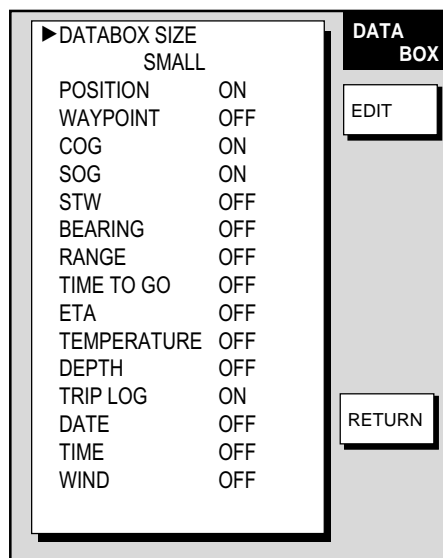 ▶DATABOX SIZE
SMALL
POSITION ON
WAYPOINT OFF
COG ON
SOG ON
STW OFF
BEARING OFF
RANGE OFF
TIME TO GO OFF
ETA OFF
TEMPERATURE OFF
DEPTH OFF
TRIP LOG ON
DATE OFF
TIME OFF
WIND OFF
DATA
BOX
EDIT
RETURN